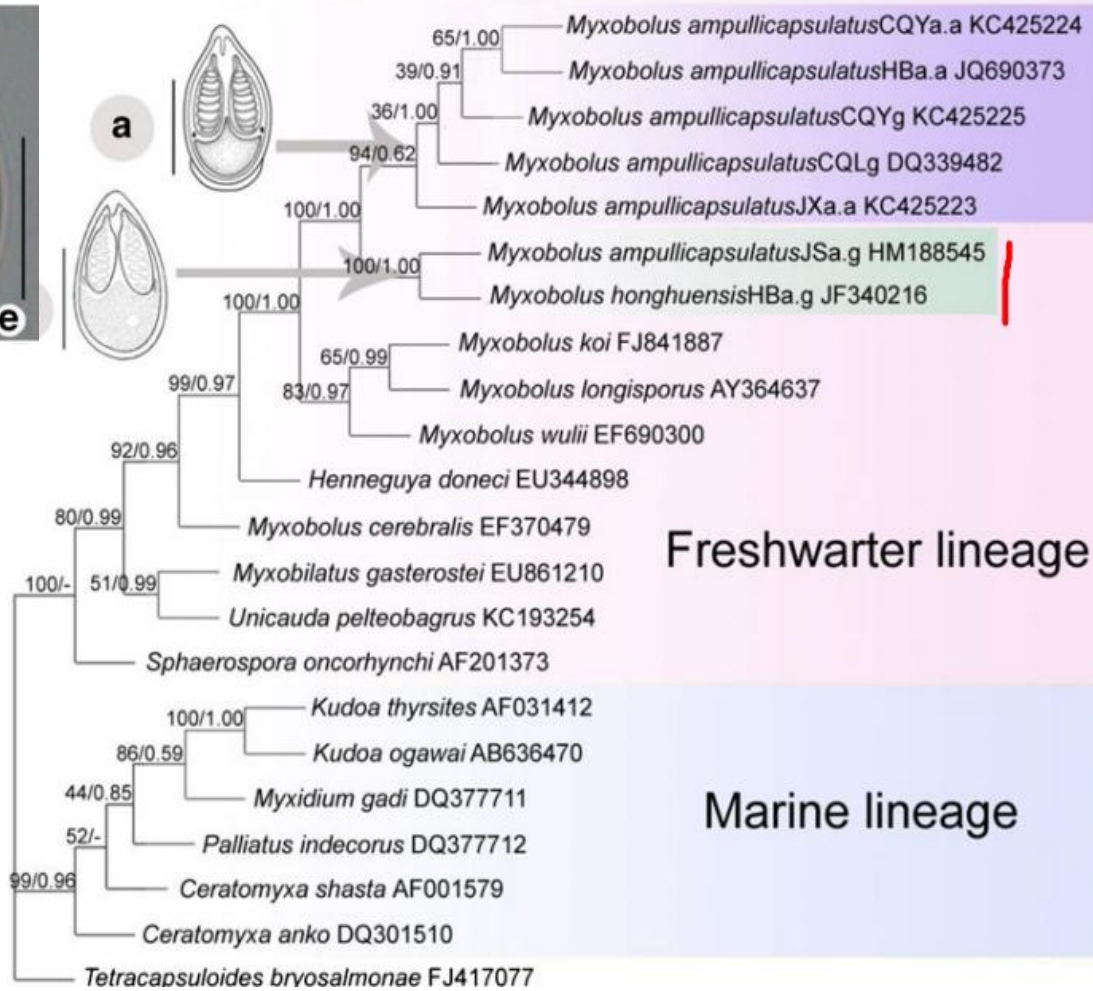 Myxobolus ampullicapsulatusCQYa.a KC425224
65/1.00
Myxobolus ampullicapsulatusHBa.a JQ690373
39/0.91
a
36/1.00
Myxobolus ampullicapsulatusCQYg KC425225
94/0.62
Myxobolus ampullicapsulatusCQLg DQ339482
100/1.00
Myxobolus ampullicapsulatusJXa.a KC425223
Myxobolus ampullicapsulatusJSa.g HM188545
100/1.00
Myxobolus honghuensisHBa.g JF340216
e
100/1.00
Myxobolus koi FJ841887
65/0.99
99/0.97
83/0.97
Myxobolus longisporus AY364637
Myxobolus wulii EF690300
92/0.96
Henneguya doneci EU344898
80/0.99
Myxobolus cerebralis EF370479
Freshwarter lineage
100/-
51/0.99
Myxobilatus gasterostei EU861210
Unicauda pelteobagrus KC193254
Sphaerospora oncorhynchi AF201373
Kudoa thyrsites AF031412
100/1.00
Kudoa ogawai AB636470
86/0.59
44/0.85
Myxidium gadi DQ377711
Marine lineage
52/-
Palliatus indecorus DQ377712
99/0.96
Ceratomyxa shasta AF001579
Ceratomyxa anko DQ301510
Tetracapsuloides bryosalmonae FJ417077